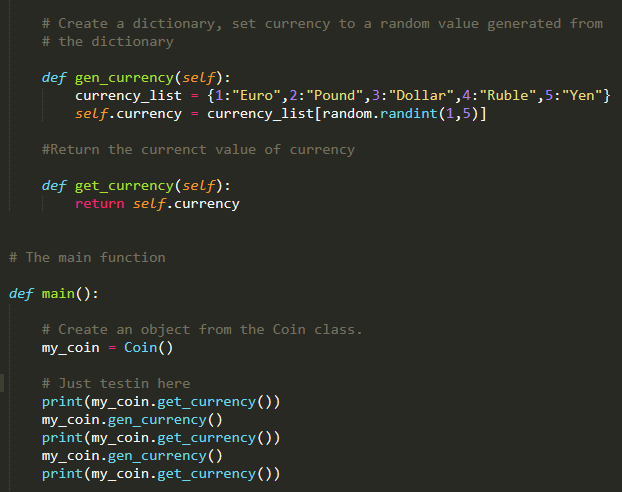 # Create a dictionary, set currency to a random value generated from
# the dictionary
def gen_currency(self):
currency_list = {1:"Euro",2:"Pound",3:"Dollar",4:"Ruble",5:"Yen"}
self.currency = currency_list[random.randint(1,5)]
#Return the currenct value of currency
def get_currency(self):
return self.currency
# The main function
def main():
# Create an object from the Coin class.
my_coin = Coin()
# Just testin here
print(my_coin.get_currency())
my_coin.gen_currency()
print(my_coin.get_currency())
my_coin.gen_currency()
print(my_coin.get_currency())